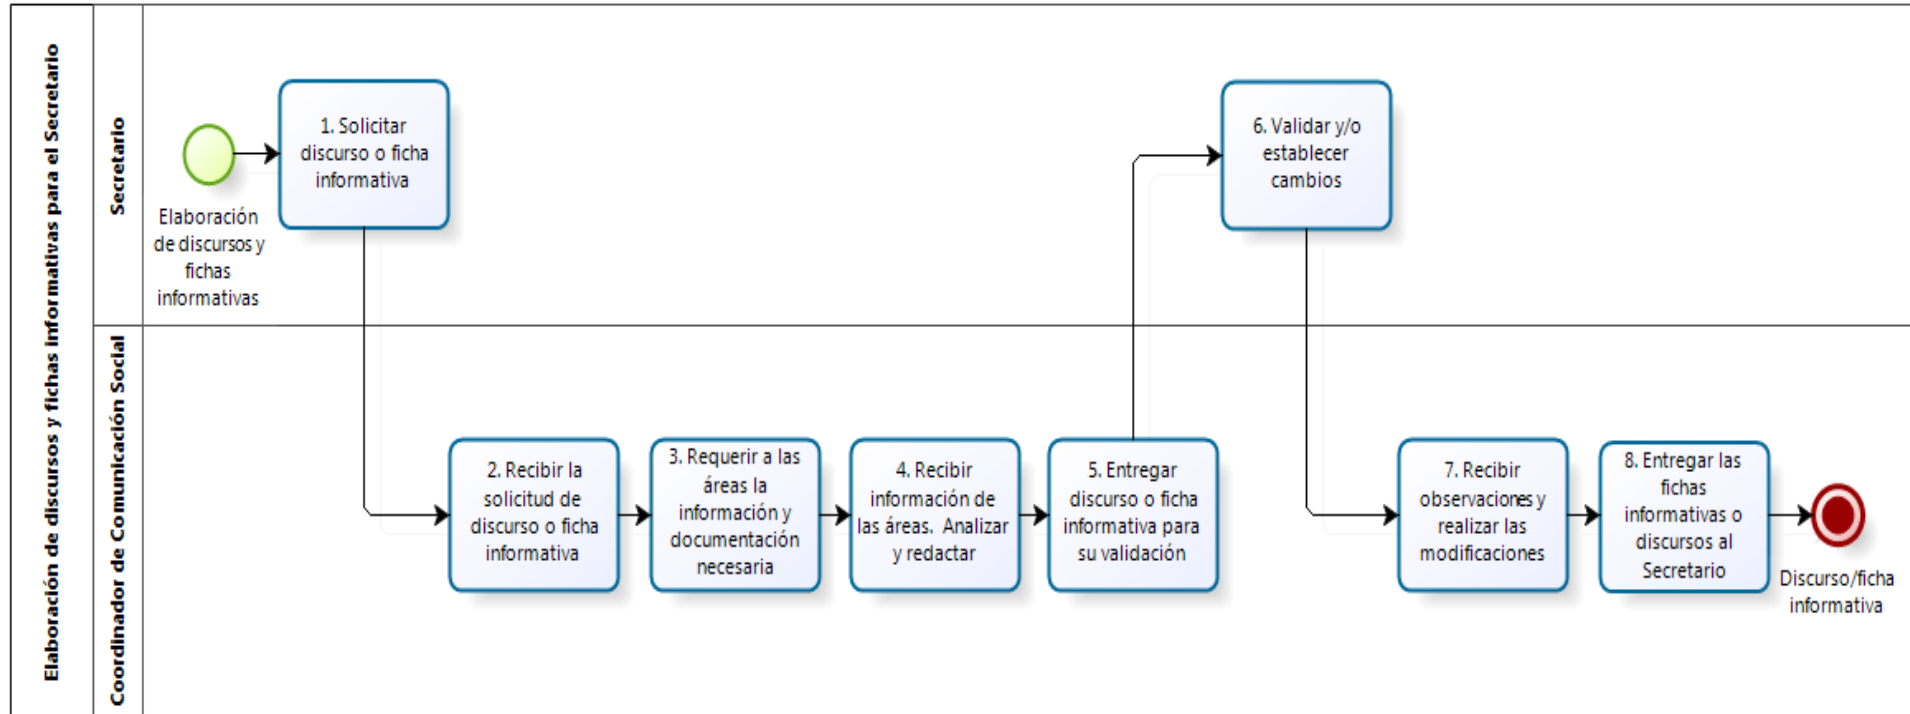 Elaboración de discursos y fichas informativas para el Secretario
Secretario
Elaboración
de discursos y
fichas
informativas
1. Solicitar
discurso o ficha
informativa
6. Validar y/o
establecer
cambios
Coordinador de Comunicación Social
2. Recibir la
solicitud de
discurso o ficha
informativa
3. Requerir a las
áreas la
información y
documentación
necesaria
4. Recibir
información de
las áreas. Analizar
y redactar
5. Entregar
discurso o ficha
informativa para
su validación
7. Recibir
observaciones y
realizar las
modificaciones
8. Entregar las
fichas
informativas o
discursos al
Secretario
Discurso/ficha
informativa